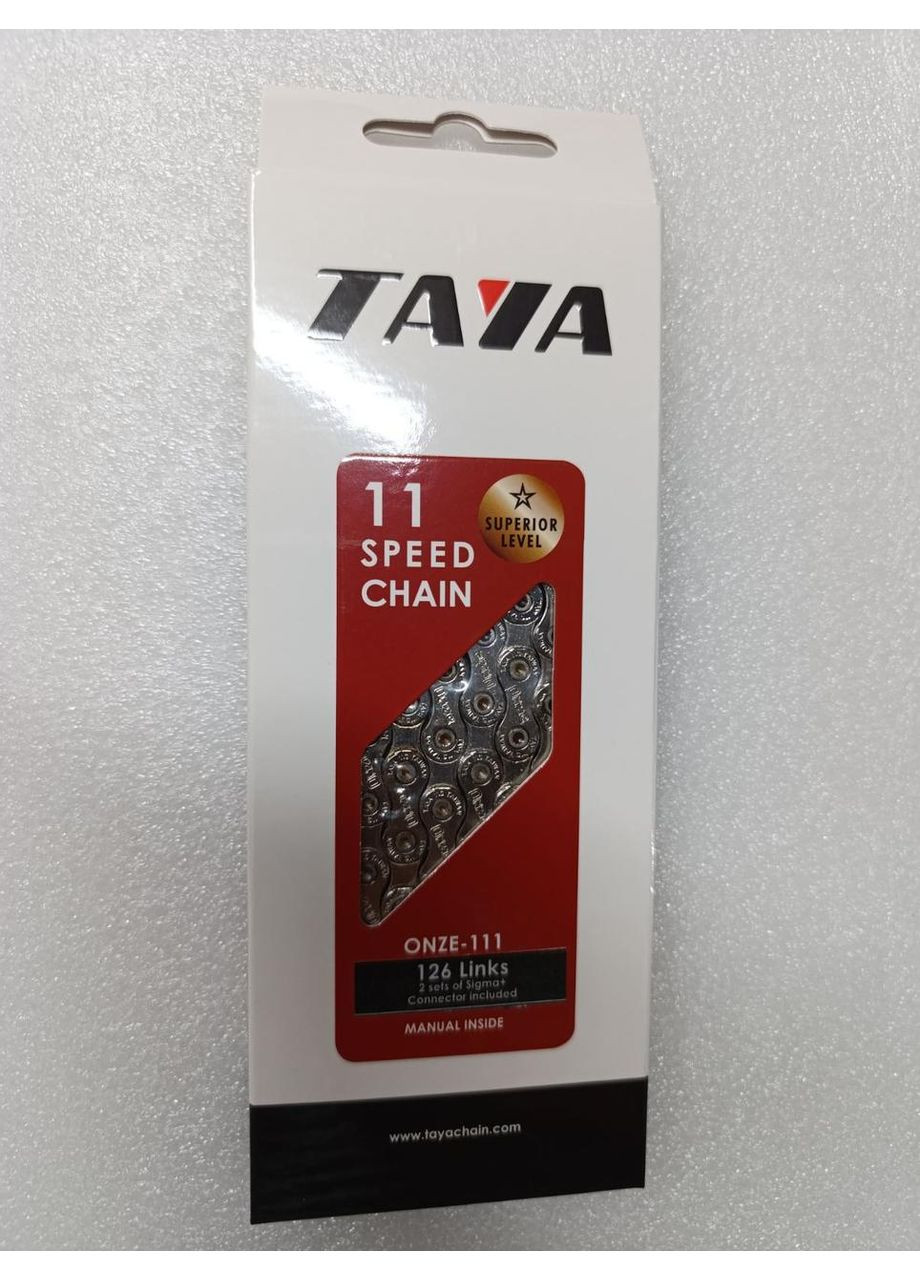 TAYA
11
SPEED
CHAIN
SUPERIOR
LEVEL
ONZE-111
126 Links
2 sets of Sigma+
Connector included
MANUAL INSIDE
www.tayachain.com